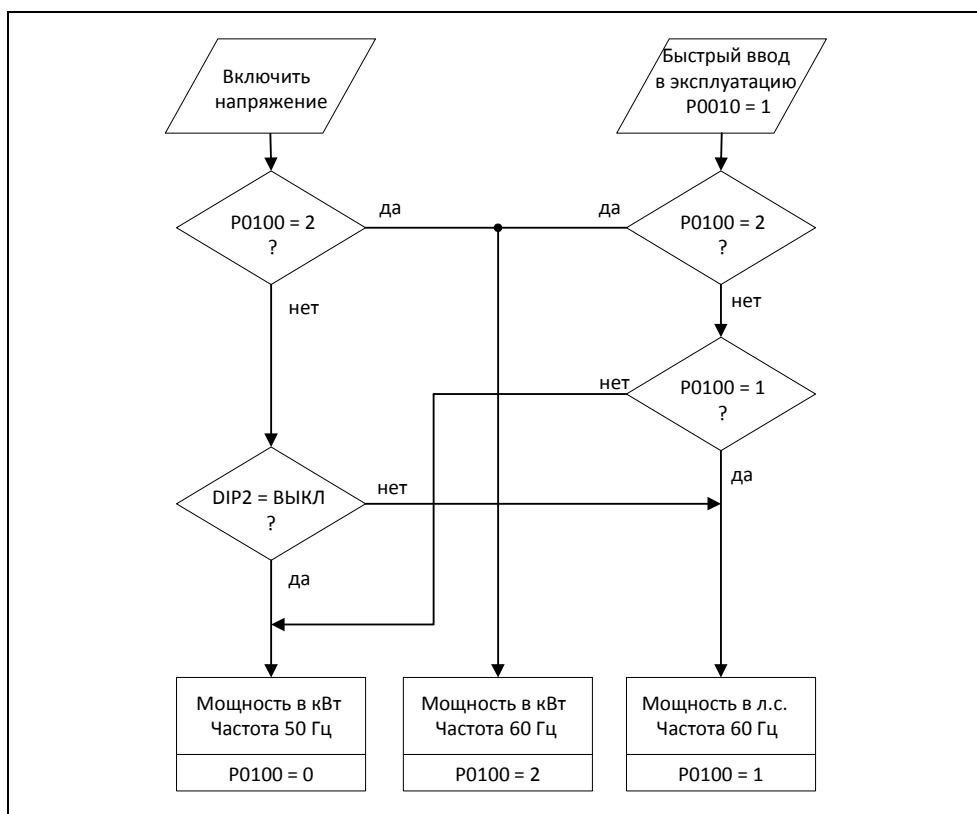 Включить
напряжение
Быстрый ввод
в эксплуатацию
P0010 = 1
P0100 = 2
?
да
да
P0100 = 2
?
нет
нет
нет
P0100 = 1
?
да
DIP2 = ВЫКЛ
?
нет
да
Мощность в кВт
Частота 50 Гц
P0100 = 0
Мощность в кВт
Частота 60 Гц
P0100 = 2
Мощность в л.с.
Частота 60 Гц
P0100 = 1